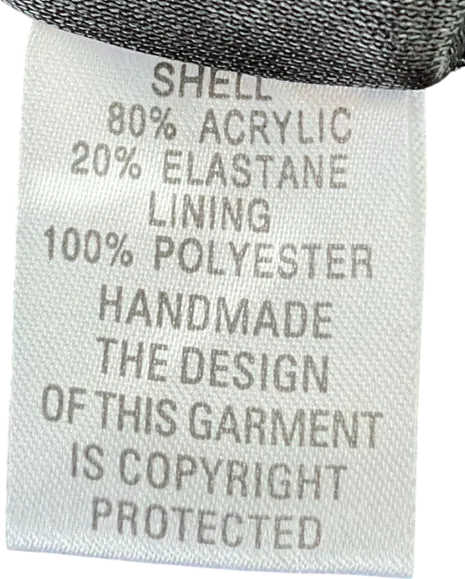 SHELL
80% ACRYLIC
20% ELASTANE
LINING
100% POLYESTER
HANDMADE
THE DESIGN
OF THIS GARMENT
IS COPYRIGHT
PROTECTED